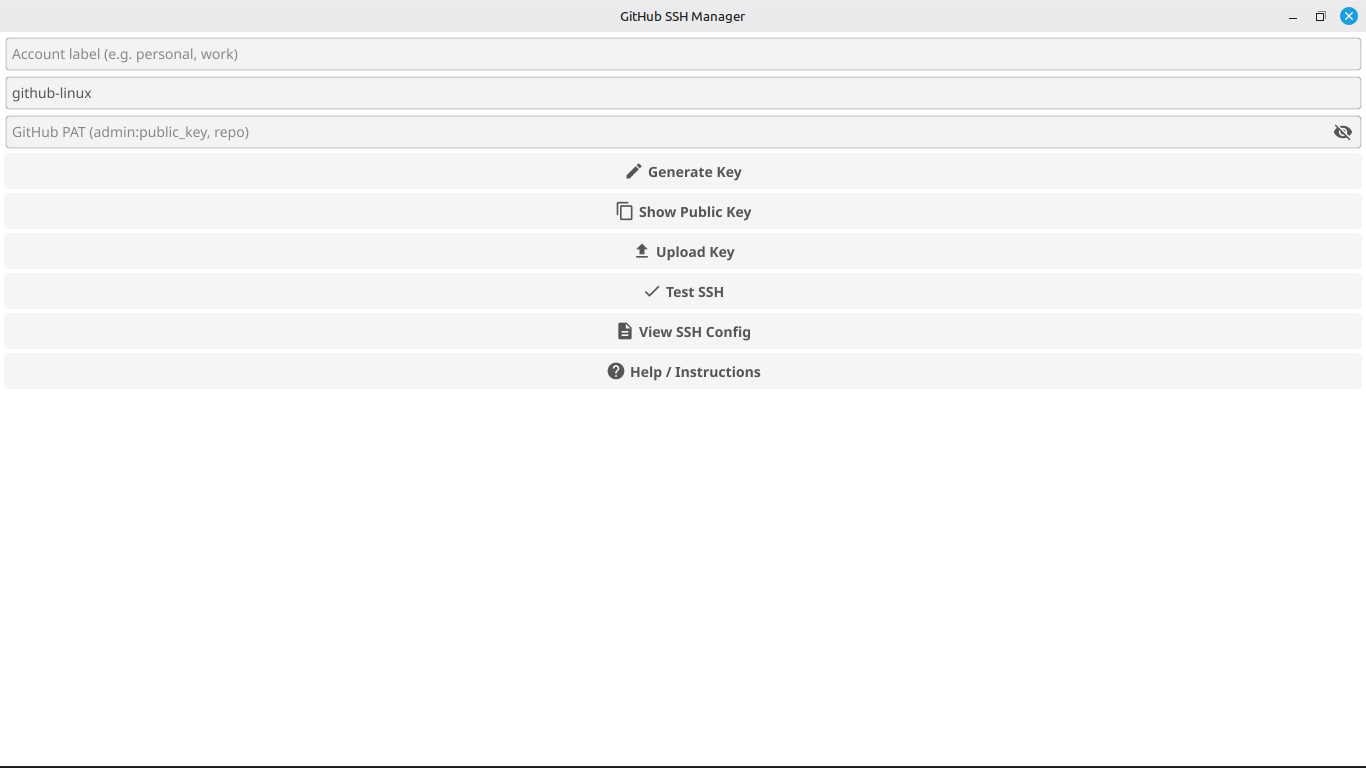 GitHub SSH Manager
Account label (e.g. personal, work)
github-linux
GitHub PAT (admin:public_key, repo)
Generate Key
Show Public Key
Upload Key
Test SSH
View SSH Config
Help / Instructions